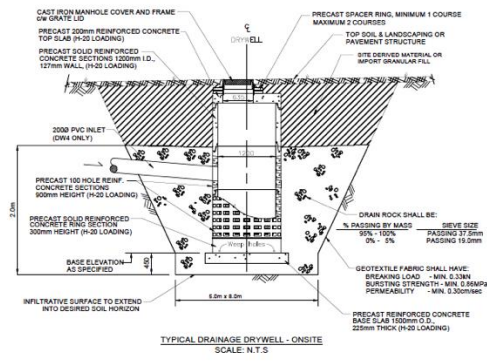 CAST IRON MANHOLE COVER AND FRAME
c/w GRATE LID
PRECAST 200mm REINFORCED CONCRETE
TOP SLAB (H-20 LOADING)
PRECAST SOLID REINFORCED
CONCRETE SECTIONS 1200mm I.D.,
127mm WALL, (H-20 LOADING)
DRYWELL
PRECAST SPACER RING, MINIMUM 1 COURSE
MAXIMUM 2 COURSES
TOP SOIL & LANDSCAPING OR
PAVEMENT STRUCTURE
SITE DERIVED MATERIAL OR
IMPORT GRANULAR FILL
200Ø PVC INLET
(DW4 ONLY)
1200
2.0m
PRECAST 100 HOLE REINF.
CONCRETE SECTIONS
900mm HEIGHT (H-20 LOADING)
PRECAST SOLID REINFORCED
CONCRETE RING SECTION
300mm HEIGHT (H-20 LOADING)
Weep holes
BASE ELEVATION
AS SPECIFIED
450
INFILTRATIVE SURFACE TO EXTEND
INTO DESIRED SOIL HORIZON
DRAIN ROCK SHALL BE:
% PASSING BY MASS SIEVE SIZE
95% - 100% PASSING 37.5mm
0% - 5% PASSING 19.0mm
GEOTEXTILE FABRIC SHALL HAVE:
BREAKING LOAD - MIN. 0.33kN
BURSTING STRENGTH - MIN. 0.86MPa
PERMEABILITY - MIN. 0.30cm/sec
PRECAST REINFORCED CONCRETE
BASE SLAB 1500mm O.D.,
225mm THICK (H-20 LOADING)
TYPICAL DRAINAGE DRYWELL - ONSITE
SCALE: N.T.S